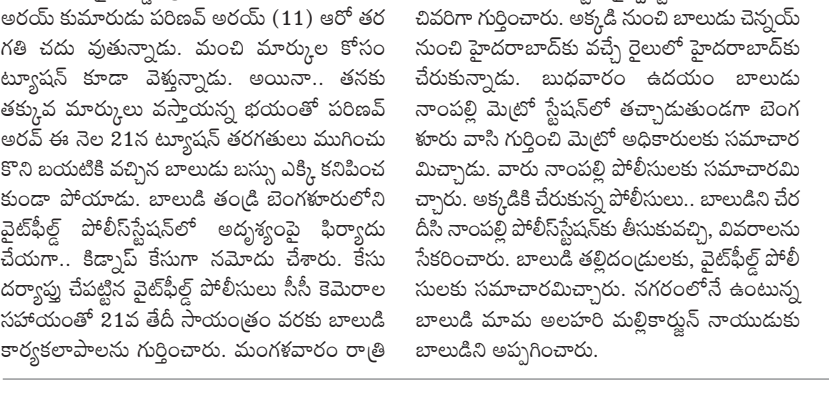 అరయ్ కుమారుడు పరిణవ్ అరయ్ (11) ఆరో తర
గతి చదు వుతున్నాడు. మంచి మార్కుల కోసం
ట్యూషన్ కూడా వెళ్తున్నాడు. అయినా.. తనకు
తక్కువ మార్కులు వస్తాయన్న భయంతో పరిణవ్
అరవ్ ఈ నెల 21న ట్యూషన్ తరగతులు ముగించు
కొని బయటికి వచ్చిన బాలుడు బస్సు ఎక్కి కనిపించ
కుండా పోయాడు. బాలుడి తండ్రి బెంగళూరులోని
వైట్‌ఫీల్డ్ పోలీస్‌స్టేషన్‌లో అదృశ్యంపై ఫిర్యాదు
చేయగా.. కిడ్నాప్ కేసుగా నమోదు చేశారు. కేసు
దర్యాప్తు చేపట్టిన వైట్‌ఫీల్డ్ పోలీసులు సీసీ కెమెరాల
సహాయంతో 21వ తేదీ సాయంత్రం వరకు బాలుడి
కార్యకలాపాలను గుర్తించారు. మంగళవారం రాత్రి
చివరిగా గుర్తించారు. అక్కడి నుంచి బాలుడు చెన్నయ్
నుంచి హైదరాబాద్‌కు వచ్చే రైలులో హైదరాబాద్‌కు
చేరుకున్నాడు. బుధవారం ఉదయం బాలుడు
నాంపల్లి మెట్రో స్టేషన్‌లో తచ్చాడుతుండగా బెంగ
ళూరు వాసి గుర్తించి మెట్రో అధికారులకు సమాచార
మిచ్చాడు. వారు నాంపల్లి పోలీసులకు సమాచారమి
చ్చారు. అక్కడికి చేరుకున్న పోలీసులు.. బాలుడిని చేర
దీసి నాంపల్లి పోలీస్‌స్టేషన్‌కు తీసుకువచ్చి, వివరాలను
సేకరించారు. బాలుడి తల్లిదండ్రులకు, వైట్‌ఫీల్డ్ పోలీ
సులకు సమాచారమిచ్చారు. నగరంలోనే ఉంటున్న
బాలుడి మామ అలహరి మల్లికార్జున్ నాయుడుకు
బాలుడిని అప్పగించారు.